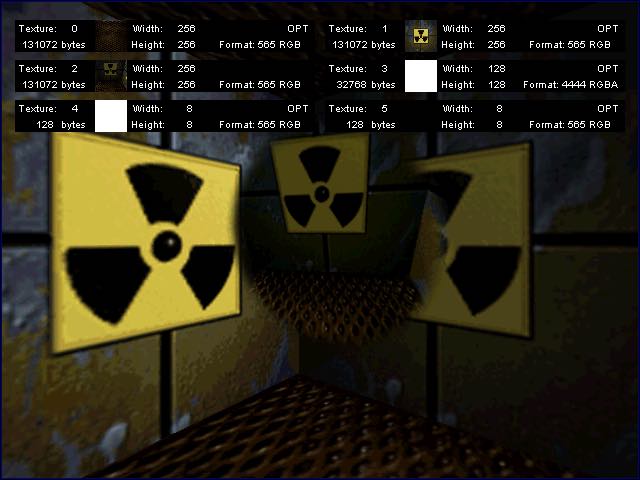 Texture: 0 Width: 256 OPT
131072 bytes Height: 256 Format: 565 RGB
Texture: 1 Width: 256 OPT
131072 bytes Height: 256 Format: 565 RGB
Texture: 2 Width: 256
131072 bytes Height: 256 Format: 565 RGB
Texture: 3 Width: 128 OPT
32768 bytes Height: 128 Format: 4444 RGBA
Texture: 4 Width: 8 OPT
128 bytes Height: 8 Format: 565 RGB
Texture: 5 Width: 8 OPT
128 bytes Height: 8 Format: 565 RGB